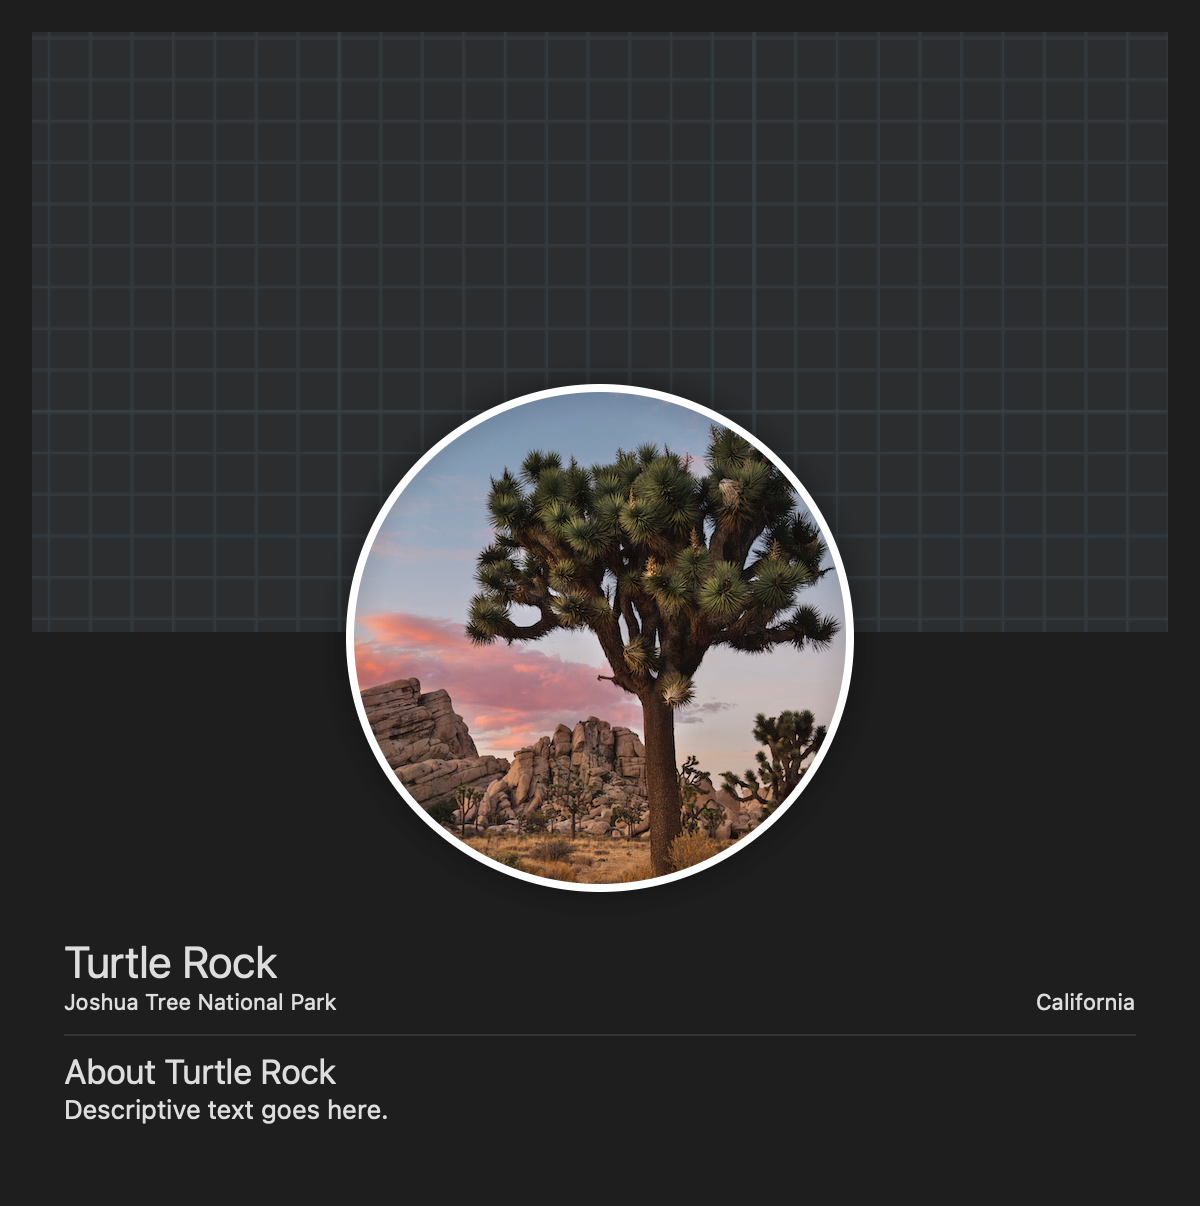 Turtle Rock
Joshua Tree National Park California
About Turtle Rock
Descriptive text goes here.